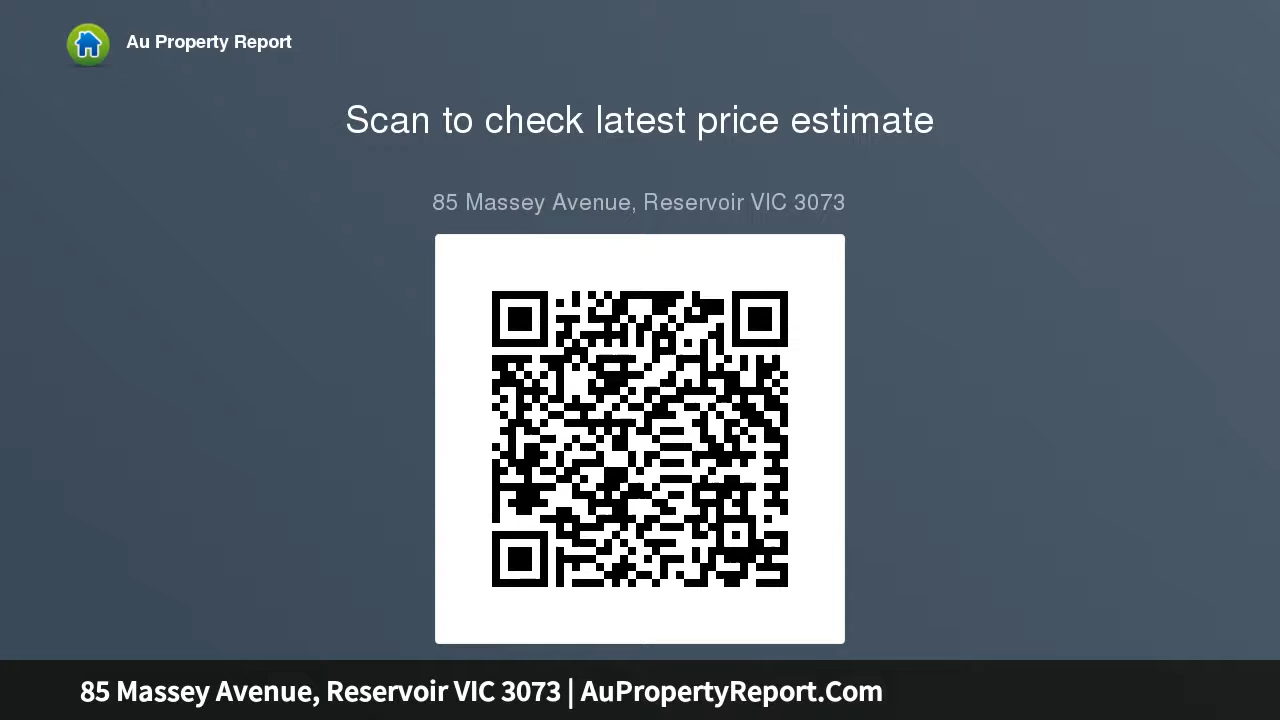 Au Property Report
Scan to check latest price estimate
85 Massey Avenue, Reservoir VIC 3073
85 Massey Avenue, Reservoir VIC 3073 | AuPropertyReport.Com